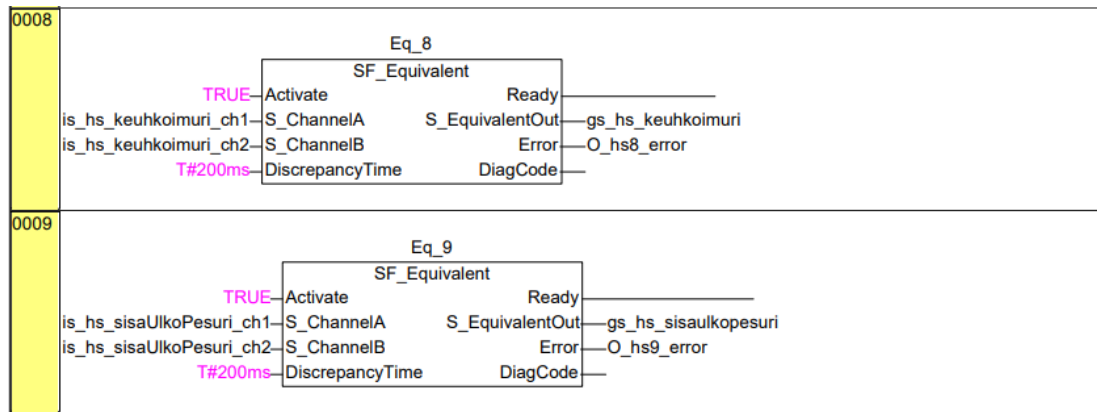 0008
Eq_8
SF_Equivalent
TRUE Activate Ready
is_hs_keuhkoimuri_ch1 S_ChannelA S_EquivalentOut gs_hs_keuhkoimuri
is_hs_keuhkoimuri_ch2 S_ChannelB Error O_hs8_error
T#200ms DiscrepancyTime DiagCode
0009
Eq_9
SF_Equivalent
TRUE Activate Ready
is_hs_sisaUlkoPesuri_ch1 S_ChannelA S_EquivalentOut gs_hs_sisaulkopesuri
is_hs_sisaUlkoPesuri_ch2 S_ChannelB Error O_hs9_error
T#200ms DiscrepancyTime DiagCode